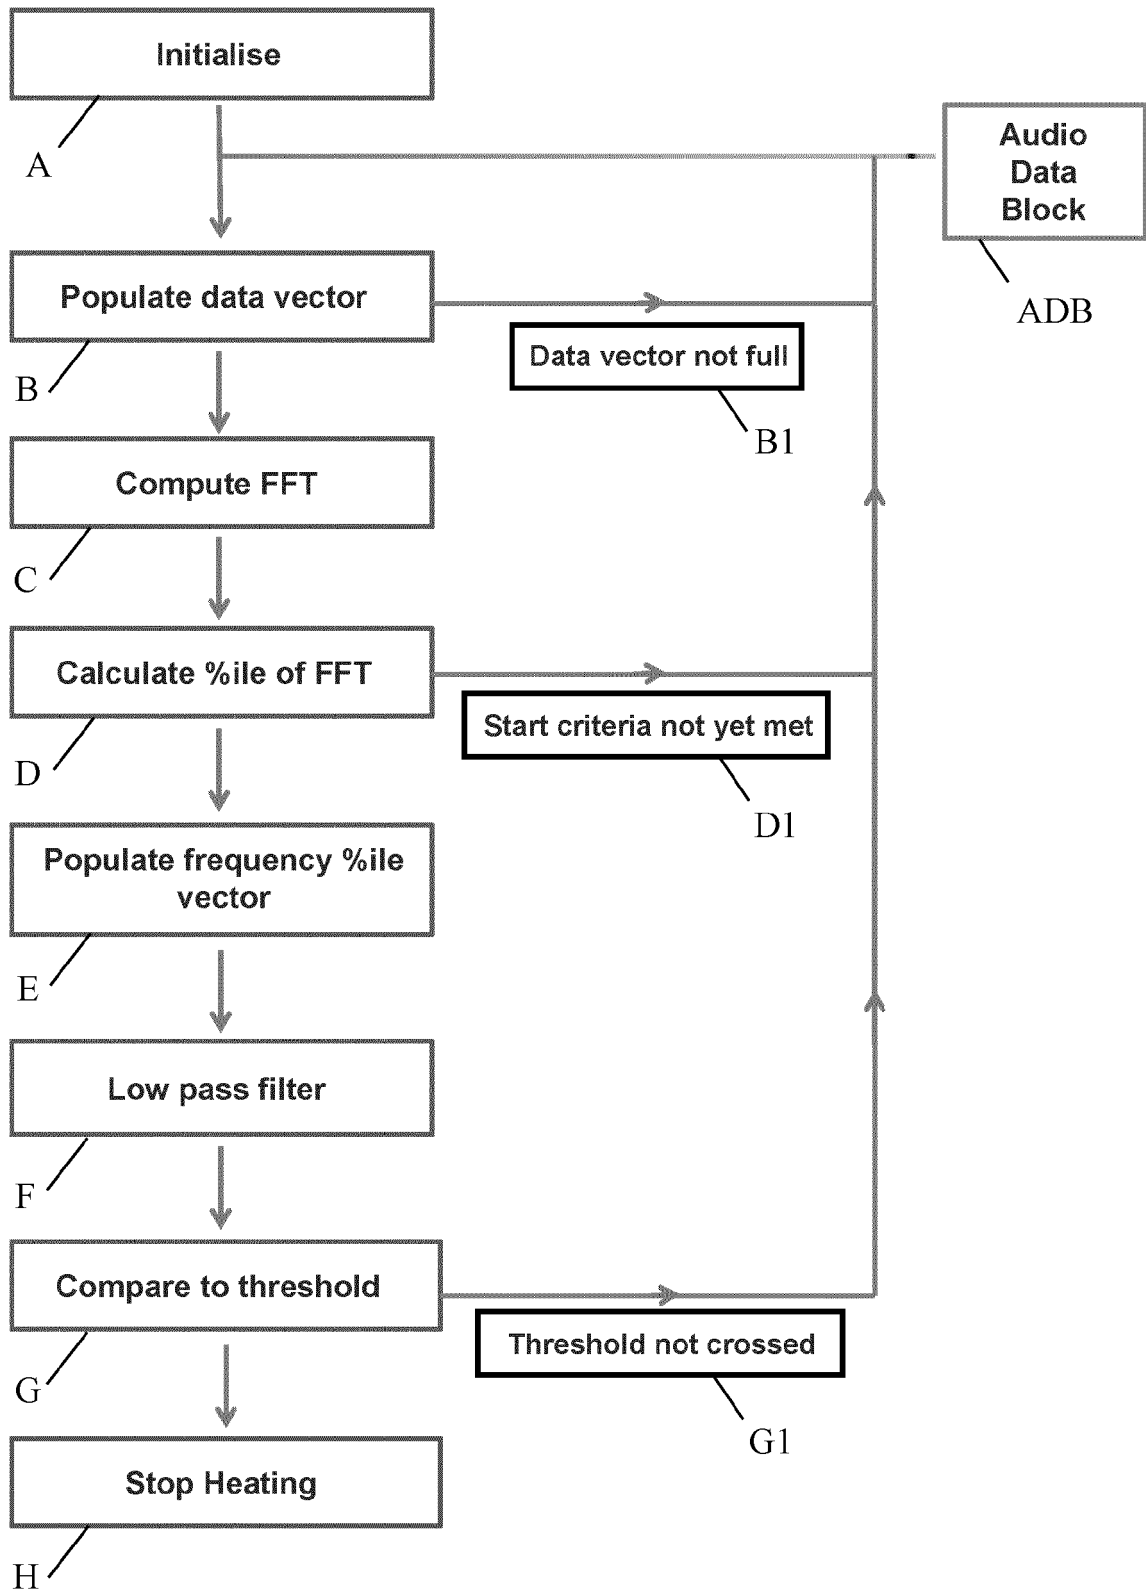 Initialise
A
Audio
Data
Block
ADB
Populate data vector
B
Data vector not full
B1
Compute FFT
C
Calculate %ile of FFT
D
Start criteria not yet met
D1
Populate frequency %ile
vector
E
Low pass filter
F
Compare to threshold
G
Threshold not crossed
G1
Stop Heating
H